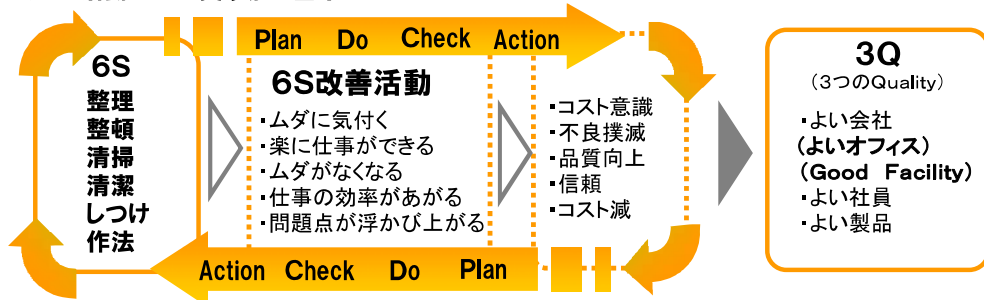 Plan Do Check Action
6S
整理
整頓
清掃
清潔
しつけ
作法
6S改善活動
・ムダに気付く
・楽に仕事ができる
・ムダがなくなる
・仕事の効率があがる
・問題点が浮かび上がる
・コスト意識
・不良撲滅
・品質向上
・信頼
・コスト減
3Q
(3つのQuality)
・よい会社
(よいオフィス)
(Good Facility)
・よい社員
・よい製品
Action Check Do Plan